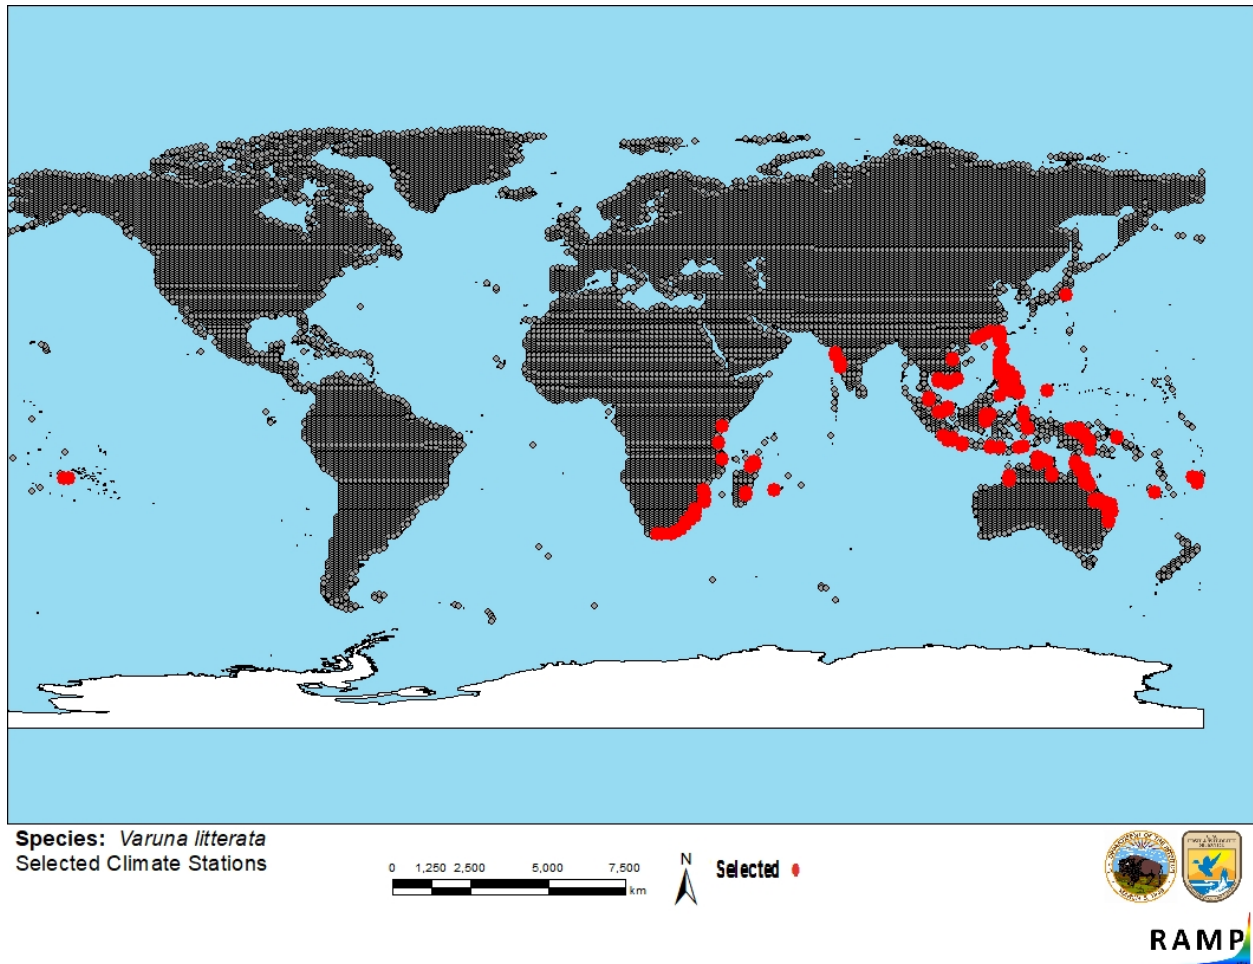 Species: Varuna litterata
Selected Climate Stations
0 1,250 2,500 5,000 7,500
km
N
Selected
RAMP